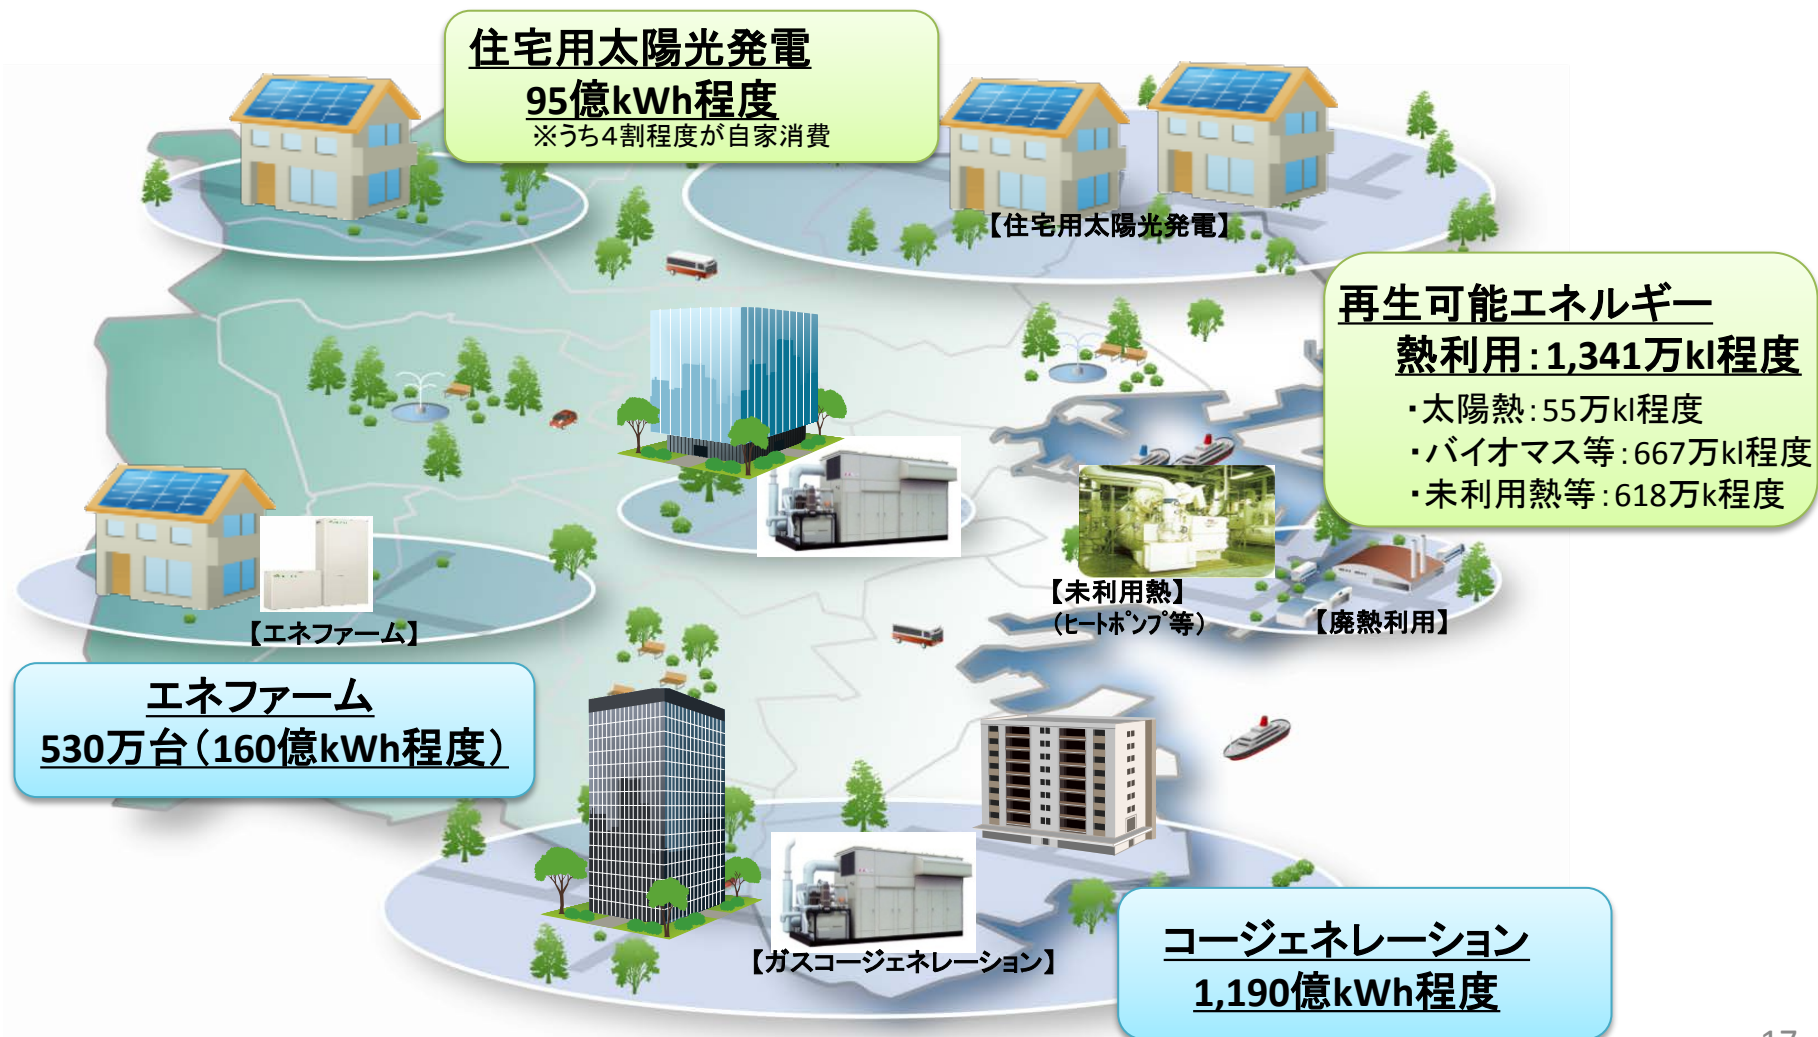 住宅用太陽光発電
95億kWh程度
※うち4割程度が自家消費
【住宅用太陽光発電】
再生可能エネルギー
熱利用：1,341万kl程度
・太陽熱：55万kl程度
・バイオマス等：667万kl程度
・未利用熱等：618万k程度
【未利用熱】
（ﾋｰﾄﾎﾟﾝﾌﾟ等）
【廃熱利用】
【エネファーム】
エネファーム
530万台（160億kWh程度）
【ガスコージェネレーション】
コージェネレーション
1,190億kWh程度
17